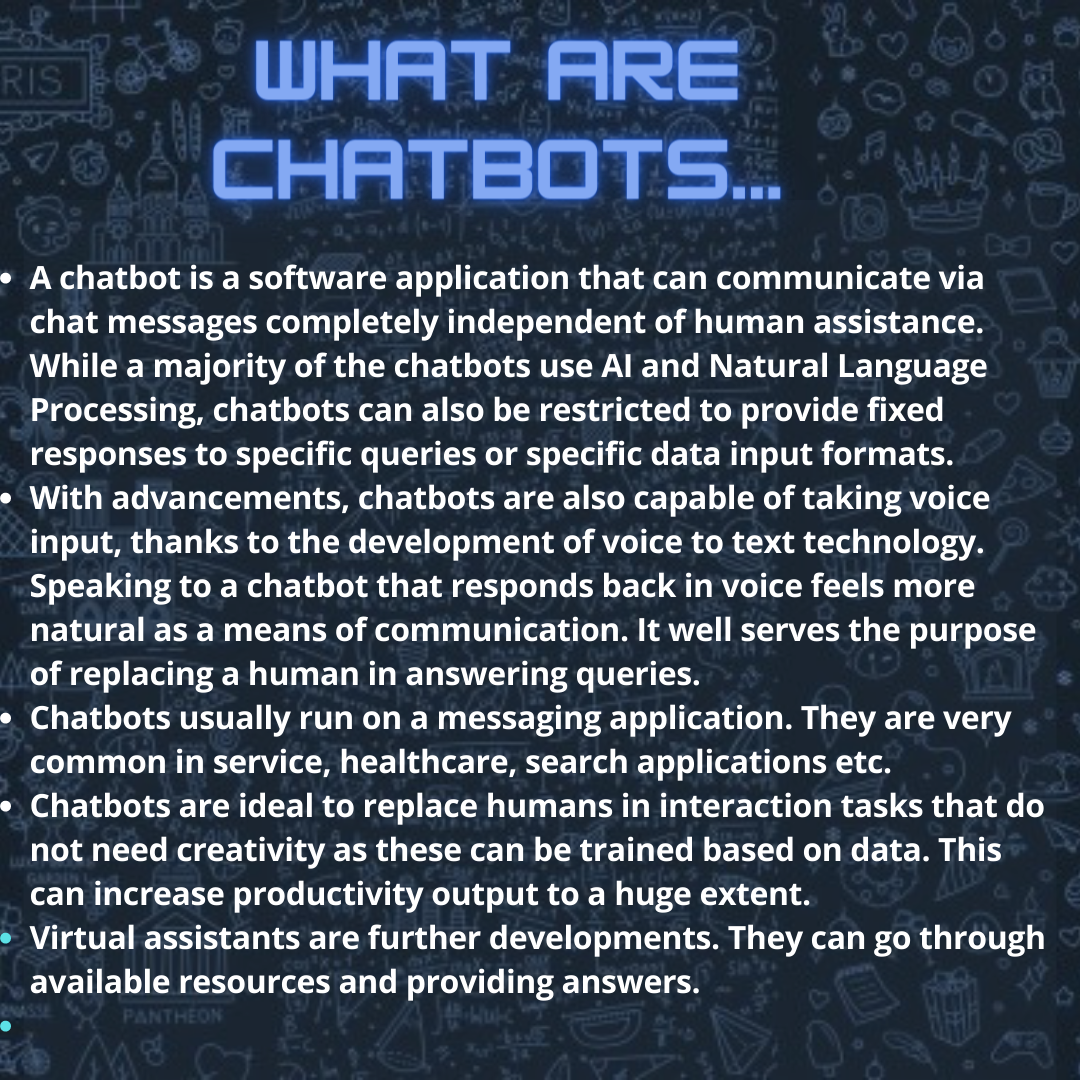 WHAT ARE
CHATBOTS...
RIS
• A chatbot is a software application that can communicate via
chat messages completely independent of human assistance.
While a majority of the chatbots use AI and Natural Language
Processing, chatbots can also be restricted to provide fixed
responses to specific queries or specific data input formats.
• With advancements, chatbots are also capable of taking voice
input, thanks to the development of voice to text technology.
Speaking to a chatbot that responds back in voice feels more
natural as a means of communication. It well serves the purpose
of replacing a human in answering queries.
• Chatbots usually run on a messaging application. They are very
common in service, healthcare, search applications etc.
• Chatbots are ideal to replace humans in interaction tasks that do
not need creativity as these can be trained based on data. This
can increase productivity output to a huge extent.
• Virtual assistants are further developments. They can go through
available resources and providing answers.
•
PANTHEON